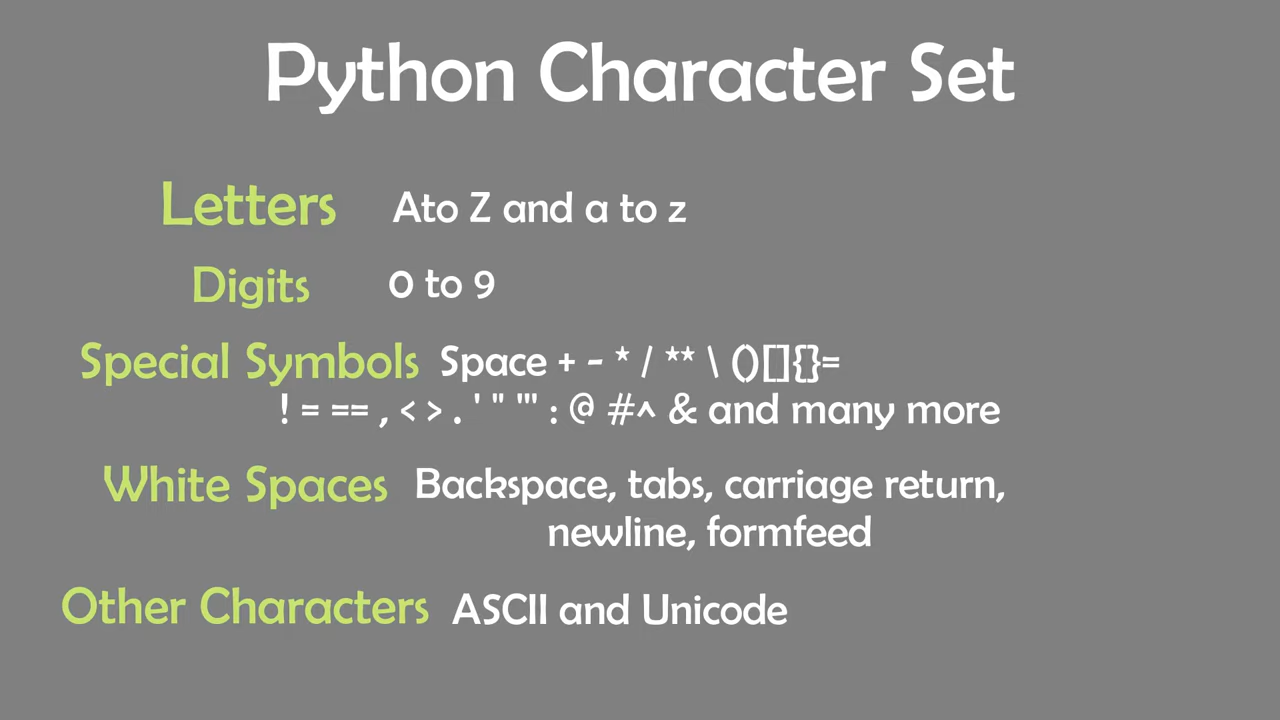 Python Character Set
Letters Ato Z and a to z
Digits 0 to 9
Special Symbols Space + - * / ** \ ()[]{}=
! = == , < > . ' " ''' : @ #^ & and many more
White Spaces Backspace, tabs, carriage return,
newline, formfeed
Other Characters ASCII and Unicode